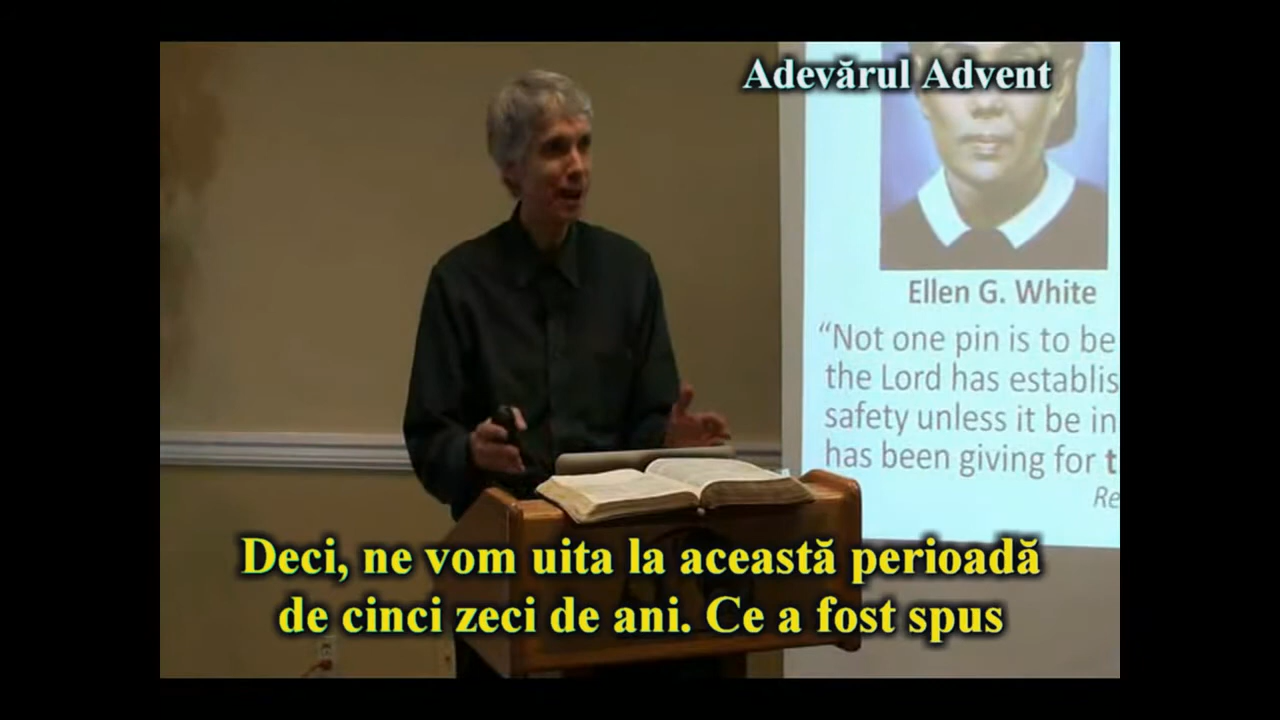 Adevărul Advent
Ellen G. White
“Not one pin is to be
the Lord has establis
safety unless it be in
has been giving for t
Re
Deci, ne vom uita la această perioadă
de cinci zeci de ani. Ce a fost spus